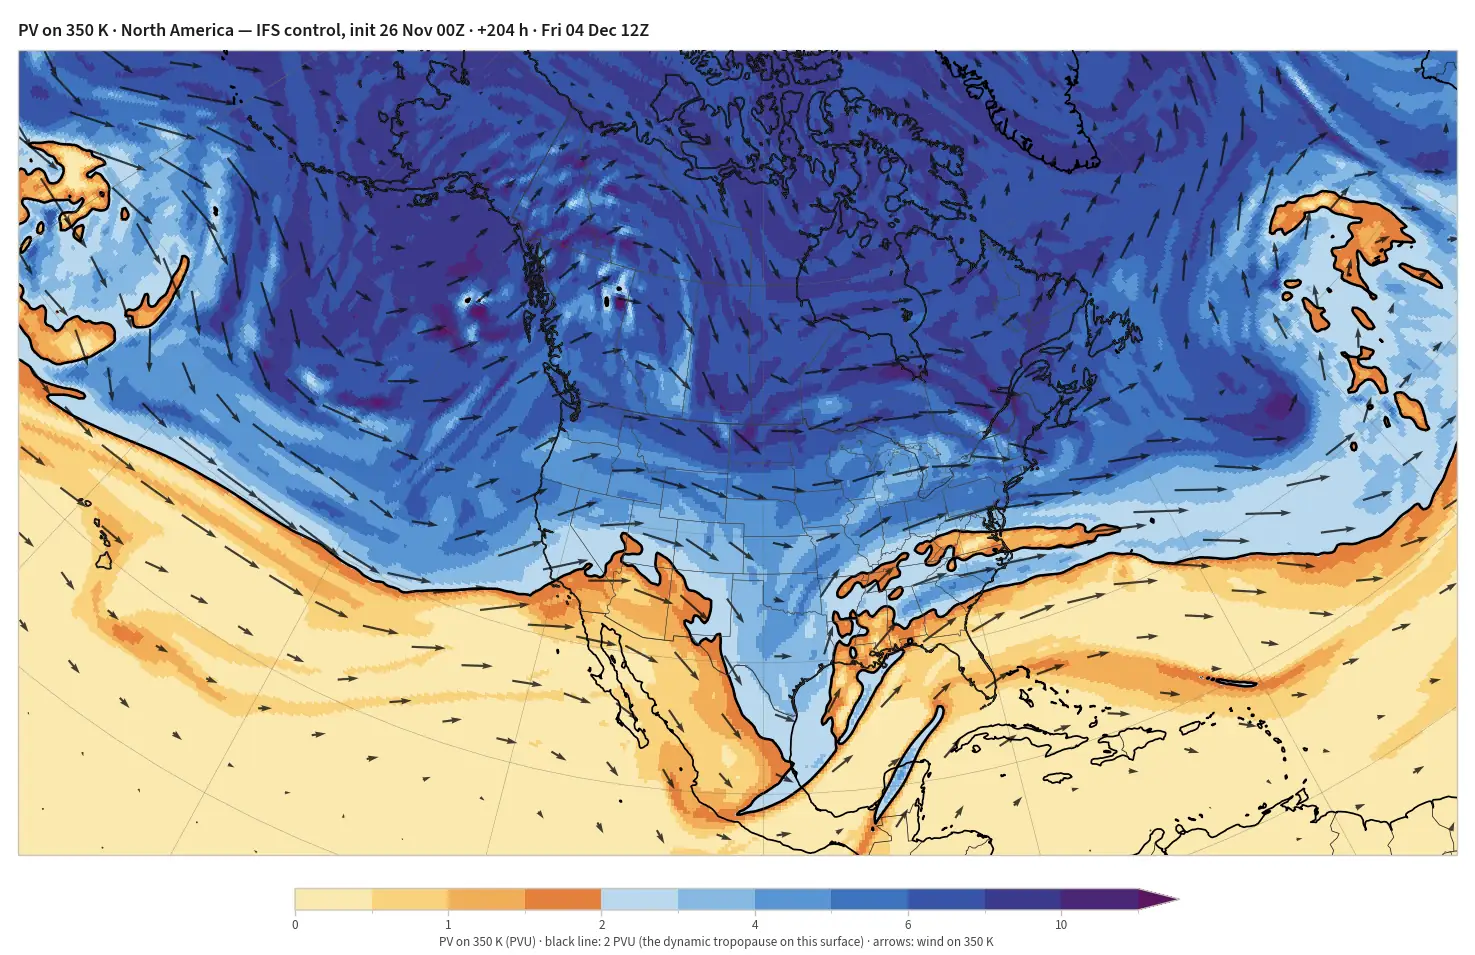 PV on 350 K · North America — IFS control, init 26 Nov 00Z · +204 h · Fri 04 Dec 12Z
0 1 2 4 6 10
PV on 350 K (PVU) · black line: 2 PVU (the dynamic tropopause on this surface) · arrows: wind on 350 K